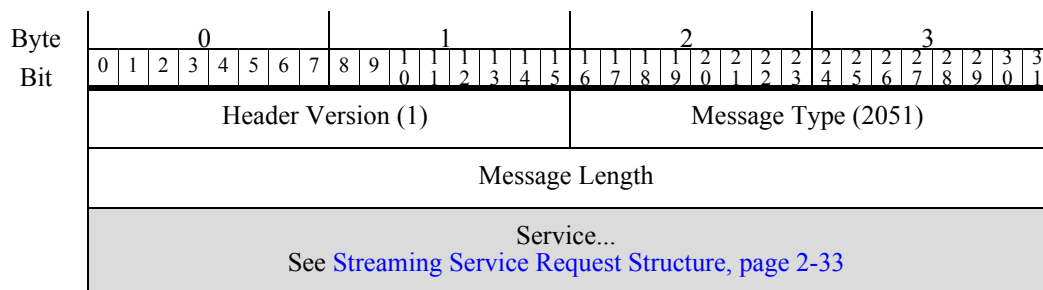 Byte 0 1 2 3
Bit 0 1 2 3 4 5 6 7 8 9 10 11 12 13 14 15 16 17 18 19 20 21 22 23 24 25 26 27 28 29 30 31
Header Version (1) Message Type (2051)
Message Length
Service...
See Streaming Service Request Structure, page 2-33